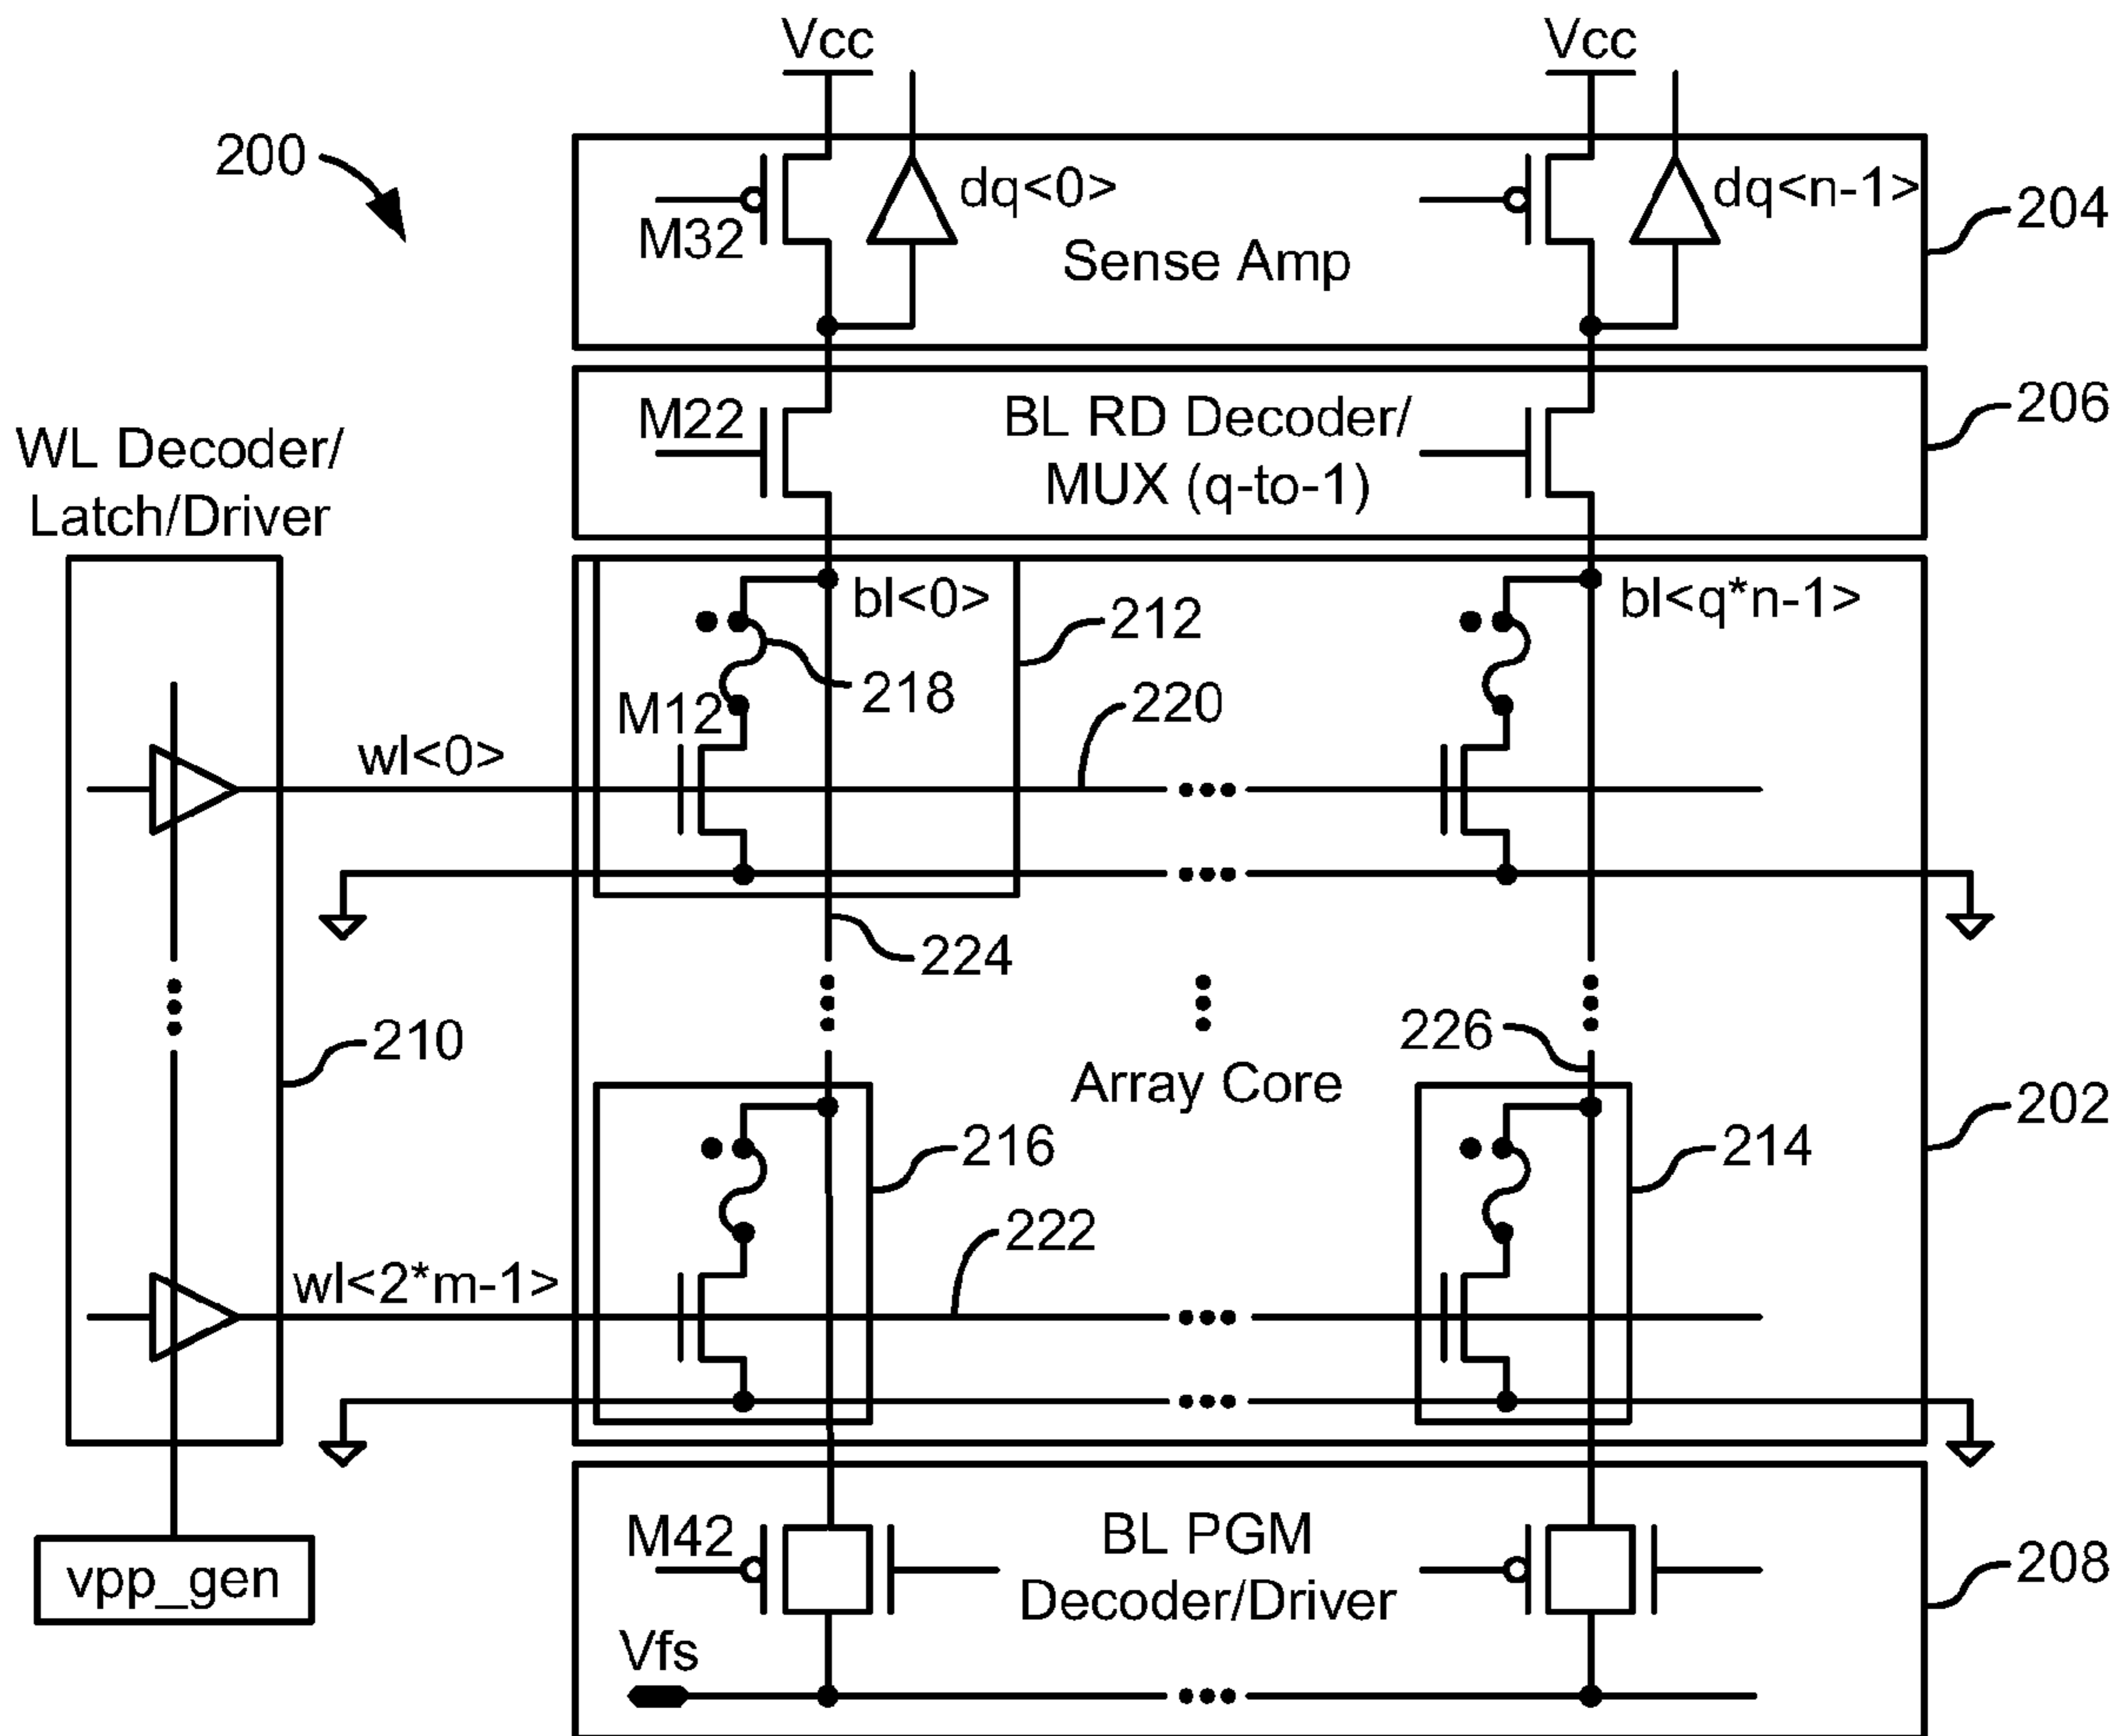 Vcc
Vcc
200
dq<0>
dq<n-1>
204
M32
Sense Amp
M22
BL RD Decoder/
MUX (q-to-1)
206
WL Decoder/
Latch/Driver
bl<0>
212
bl<q*n-1>
218
M12
220
wl<0>
224
210
226
Array Core
202
216
214
222
wl<2*m-1>
M42
BL PGM
Decoder/Driver
208
vpp_gen
Vfs